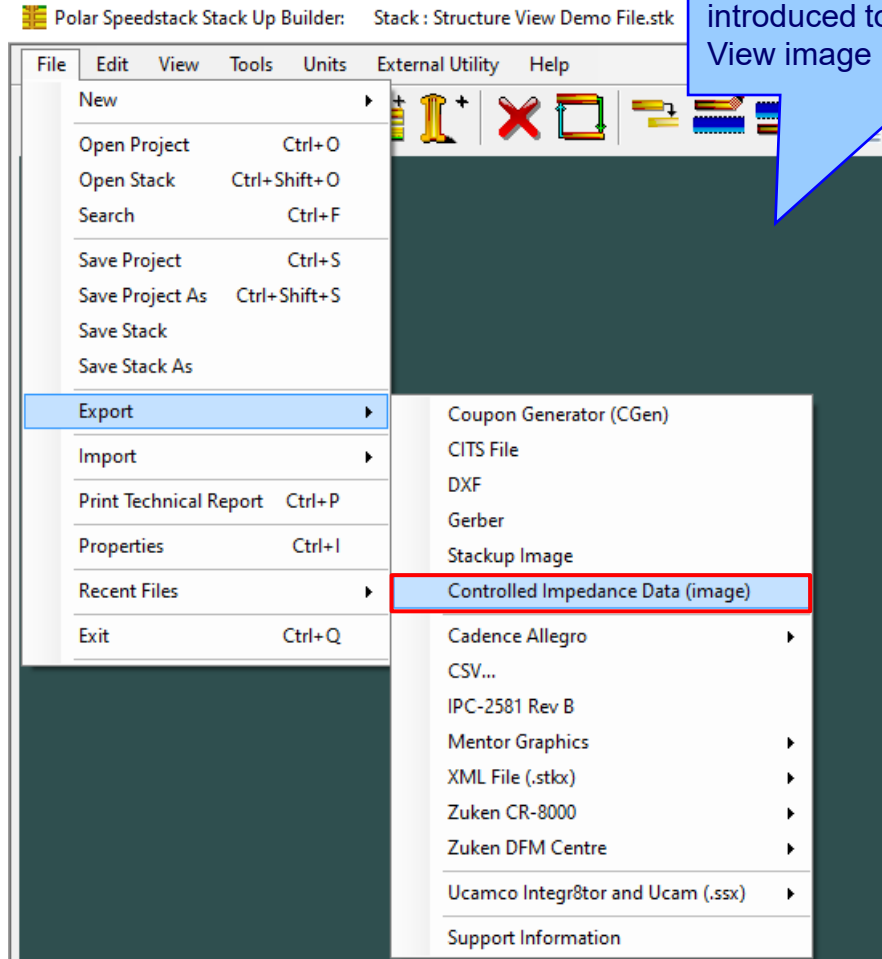 Polar Speedstack Stack Up Builder: Stack : Structure View Demo File.stk
introduced to
View image
File Edit View Tools Units External Utility Help
New
Open Project Ctrl+O
Open Stack Ctrl+Shift+O
Search Ctrl+F
Save Project Ctrl+S
Save Project As Ctrl+Shift+S
Save Stack
Save Stack As
Export
Import
Print Technical Report Ctrl+P
Properties Ctrl+I
Recent Files
Exit Ctrl+Q
Coupon Generator (CGen)
CITS File
DXF
Gerber
Stackup Image
Controlled Impedance Data (image)
Cadence Allegro
CSV...
IPC-2581 Rev B
Mentor Graphics
XML File (.stkx)
Zuken CR-8000
Zuken DFM Centre
Ucamco Integr8tor and Ucam (.ssx)
Support Information